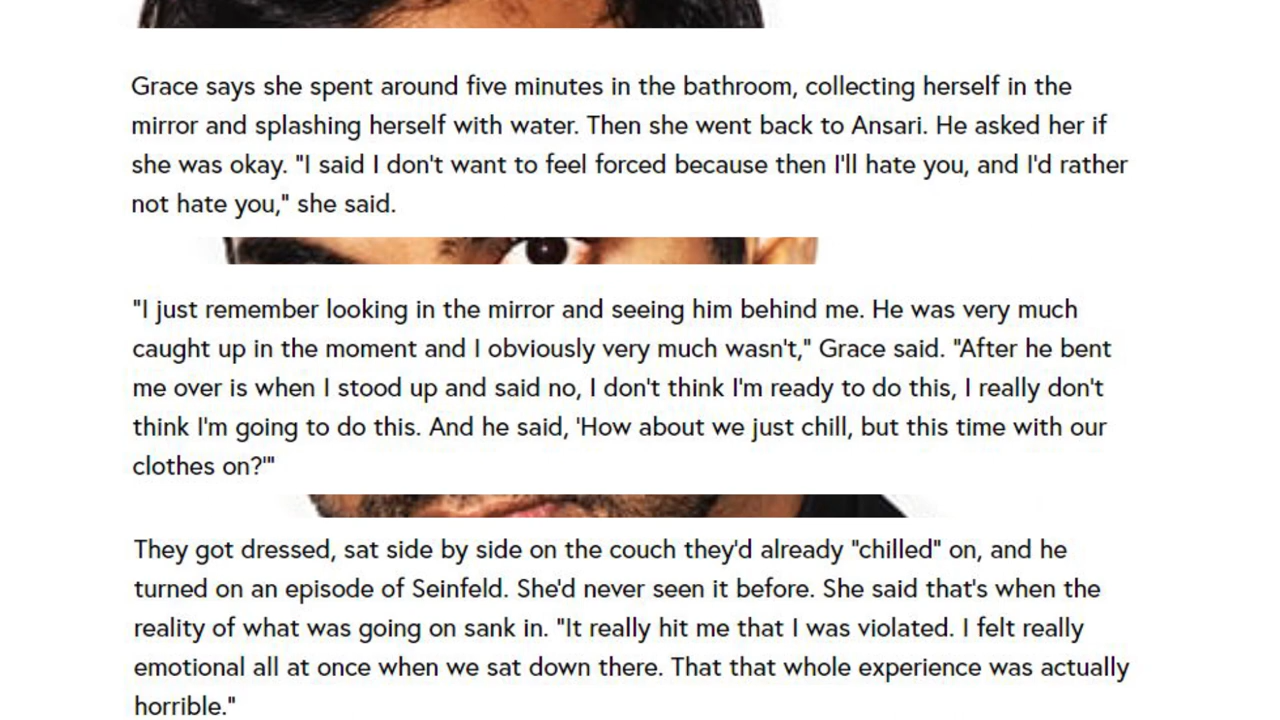 Grace says she spent around five minutes in the bathroom, collecting herself in the
mirror and splashing herself with water. Then she went back to Ansari. He asked her if
she was okay. "I said I don't want to feel forced because then I'll hate you, and I'd rather
not hate you," she said.
"I just remember looking in the mirror and seeing him behind me. He was very much
caught up in the moment and I obviously very much wasn't," Grace said. "After he bent
me over is when I stood up and said no, I don't think I'm ready to do this, I really don't
think I'm going to do this. And he said, 'How about we just chill, but this time with our
clothes on?'"
They got dressed, sat side by side on the couch they'd already "chilled" on, and he
turned on an episode of Seinfeld. She'd never seen it before. She said that's when the
reality of what was going on sank in. "It really hit me that I was violated. I felt really
emotional all at once when we sat down there. That that whole experience was actually
horrible."